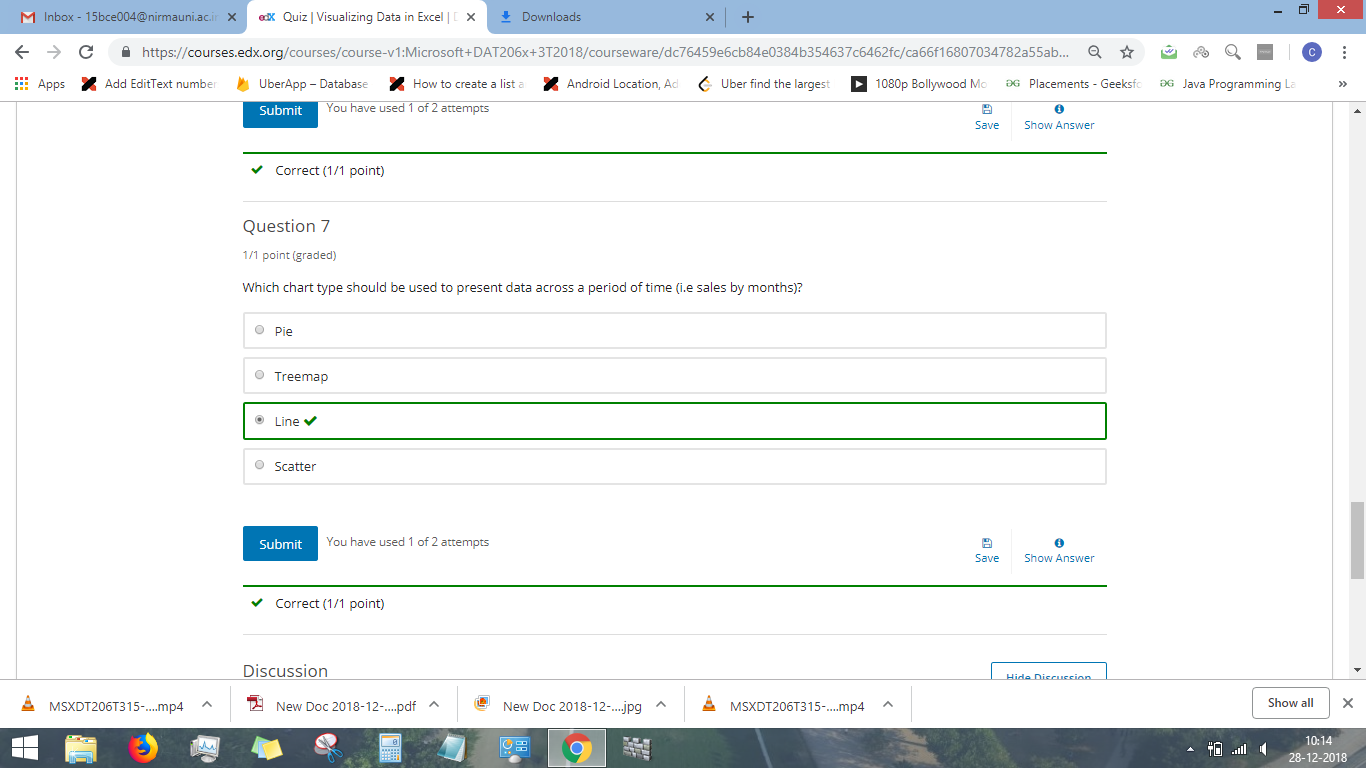 Inbox - 15bce004@nirmauni.ac.in
Quiz | Visualizing Data in Excel |
Downloads
https://courses.edx.org/courses/course-v1:Microsoft+DAT206x+3T2018/courseware/dc76459e6cb84e0384b354637c6462fc/ca66f16807034782a55ab...
C
Apps
Add EditText number
UberApp – Database
How to create a list a
Android Location, Ad
Uber find the largest
1080p Bollywood Mo
Placements - Geeksfo
Java Programming La
»
Submit
You have used 1 of 2 attempts
Save
Show Answer
Correct (1/1 point)
Question 7
1/1 point (graded)
Which chart type should be used to present data across a period of time (i.e sales by months)?
Pie
Treemap
Line
Scatter
Submit
You have used 1 of 2 attempts
Save
Show Answer
Correct (1/1 point)
Discussion
Hide Discussion
MSXDT206T315-....mp4
New Doc 2018-12-....pdf
New Doc 2018-12-....jpg
MSXDT206T315-....mp4
Show all
10:14
28-12-2018